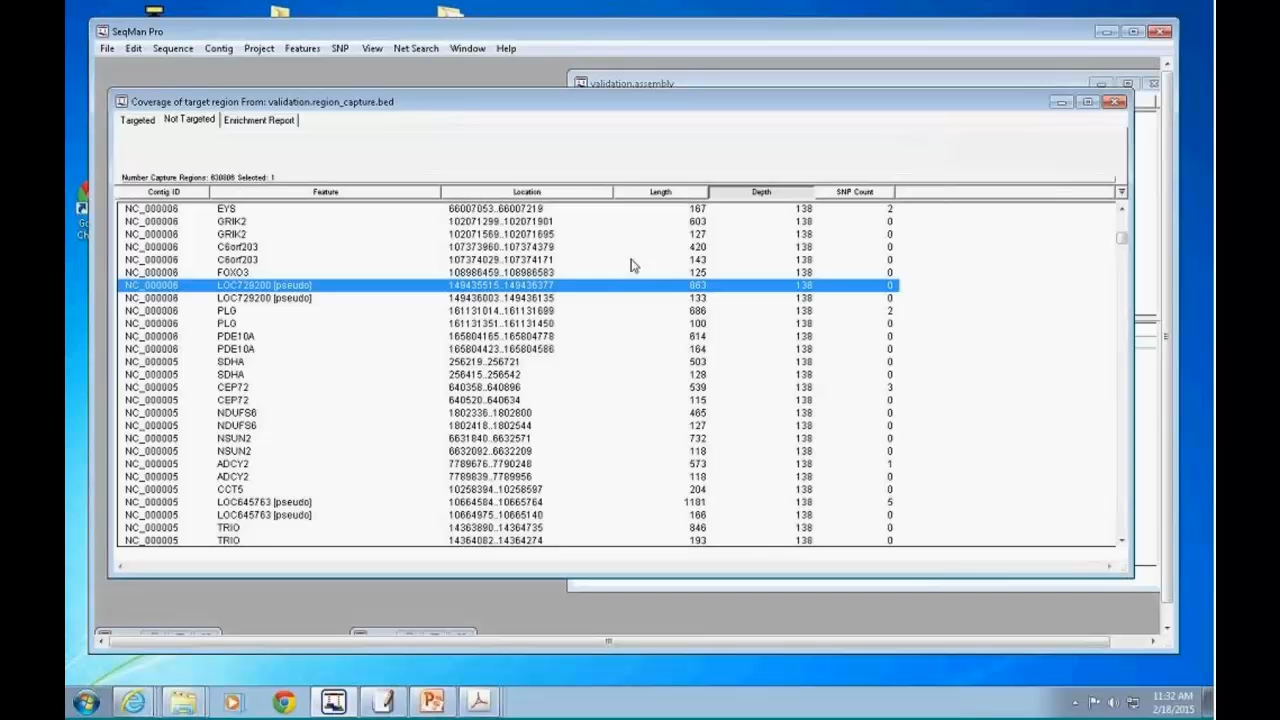 SeqMan Pro
File Edit Sequence Contig Project Features SNP View Net Search Window Help
validation.assembly
Coverage of target region From: validation.region_capture.bed
Targeted Not Targeted Enrichment Report
Number Capture Regions: 630806 Selected: 1
Contig ID Feature Location Length Depth SNP Count
NC_000006 EYS 66007053..66007219 167 138 2
NC_000006 GRIK2 102071299..102071901 603 138 0
NC_000006 GRIK2 102071569..102071695 127 138 0
NC_000006 C6orf203 107373960..107374379 420 138 0
NC_000006 C6orf203 107374029..107374171 143 138 0
NC_000006 FOXO3 108986459..108986583 125 138 0
NC_000006 LOC729200 [pseudo] 149435515..149436377 863 138 0
NC_000006 LOC729200 [pseudo] 149436003..149436135 133 138 0
NC_000006 PLG 161131014..161131699 686 138 2
NC_000006 PLG 161131351..161131450 100 138 0
NC_000006 PDE10A 165804165..165804778 614 138 0
NC_000006 PDE10A 165804423..165804586 164 138 0
NC_000005 SDHA 256219..256721 503 138 0
NC_000005 SDHA 256415..256542 128 138 0
NC_000005 CEP72 640358..640896 539 138 3
NC_000005 CEP72 640520..640634 115 138 0
NC_000005 NDUFS6 1802336..1802800 465 138 0
NC_000005 NDUFS6 1802418..1802544 127 138 0
NC_000005 NSUN2 6631840..6632571 732 138 0
NC_000005 NSUN2 6632092..6632209 118 138 0
NC_000005 ADCY2 7789676..7790248 573 138 1
NC_000005 ADCY2 7789839..7789956 118 138 0
NC_000005 CCT5 10258394..10258597 204 138 0
NC_000005 LOC645763 [pseudo] 10664584..10665764 1181 138 5
NC_000005 LOC645763 [pseudo] 10664975..10665140 166 138 0
NC_000005 TRIO 14363890..14364735 846 138 0
NC_000005 TRIO 14364082..14364274 193 138 0
11:32 AM
2/18/2015